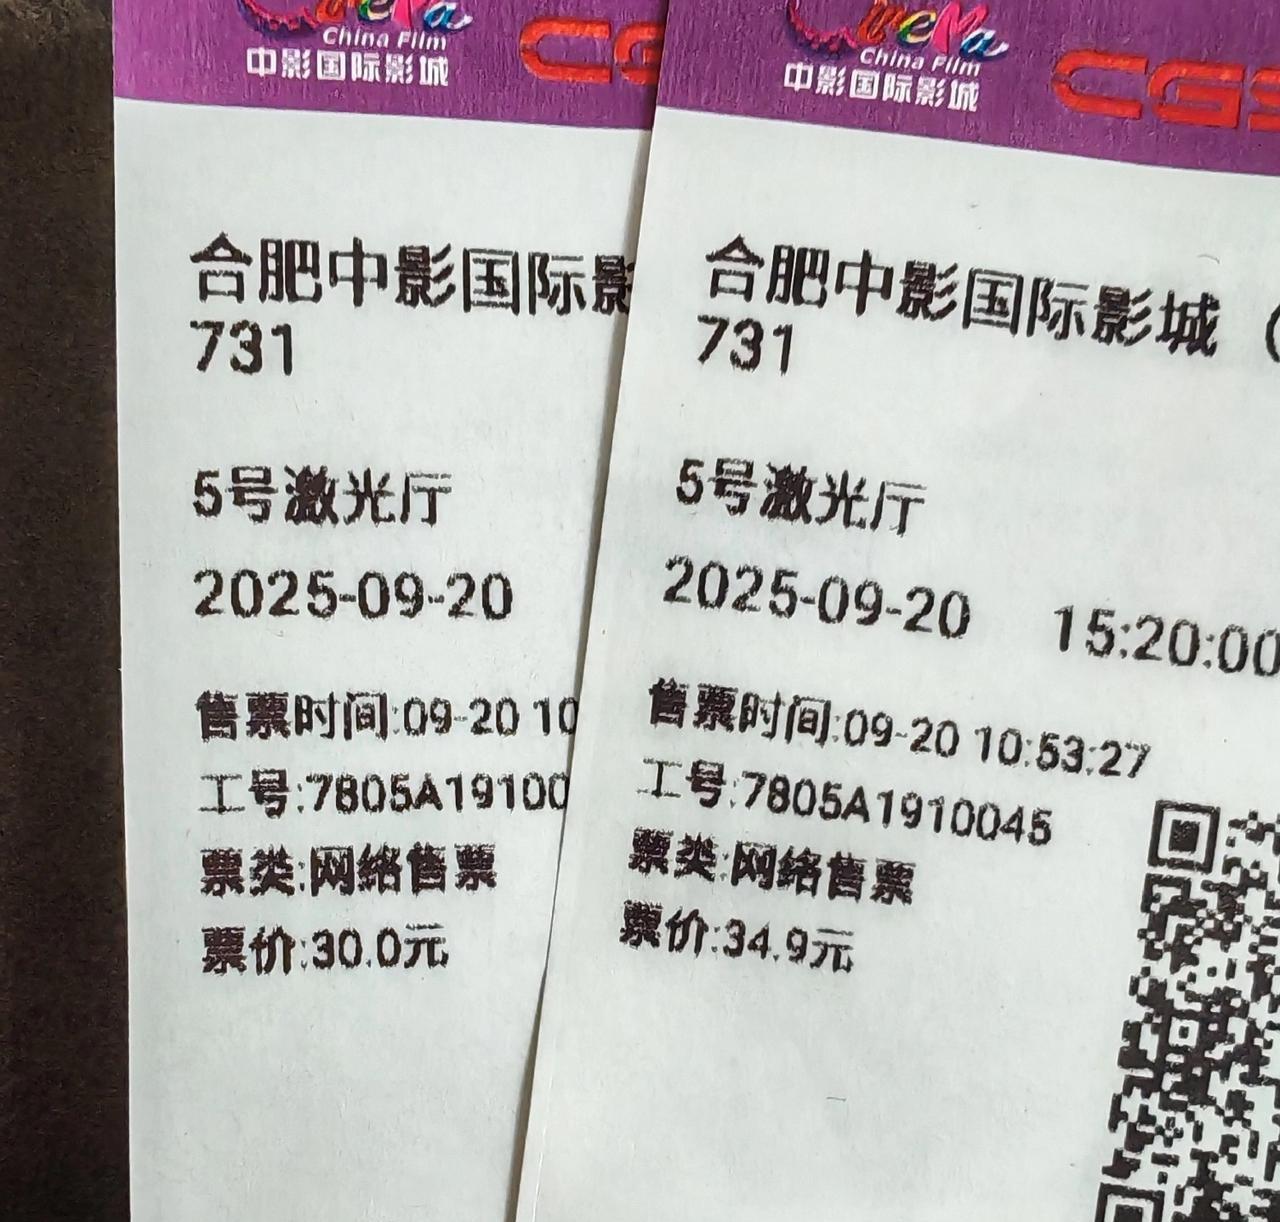 CineMa
China Film
中影国际影城
合肥中影国际影
731
5号激光厅
2025-09-20
售票时间:09-20 10
工号:7805A19100
票类:网络售票
票价:30.0元
CineMa
China Film
中影国际影城
CGS
合肥中影国际影城（
731
5号激光厅
2025-09-20 15:20:00
售票时间:09-20 10:53:27
工号:7805A1910045
票类:网络售票
票价:34.9元